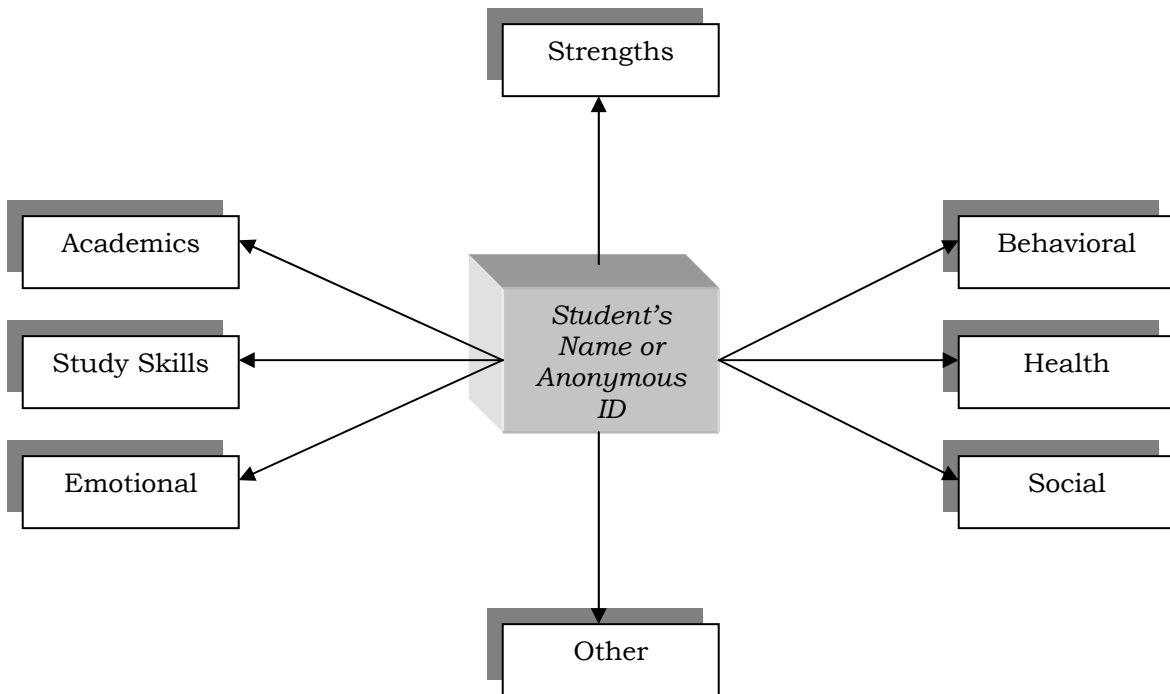 Strengths
Academics
Behavioral
Student’s
Name or
Anonymous
ID
Study Skills
Health
Emotional
Social
Other